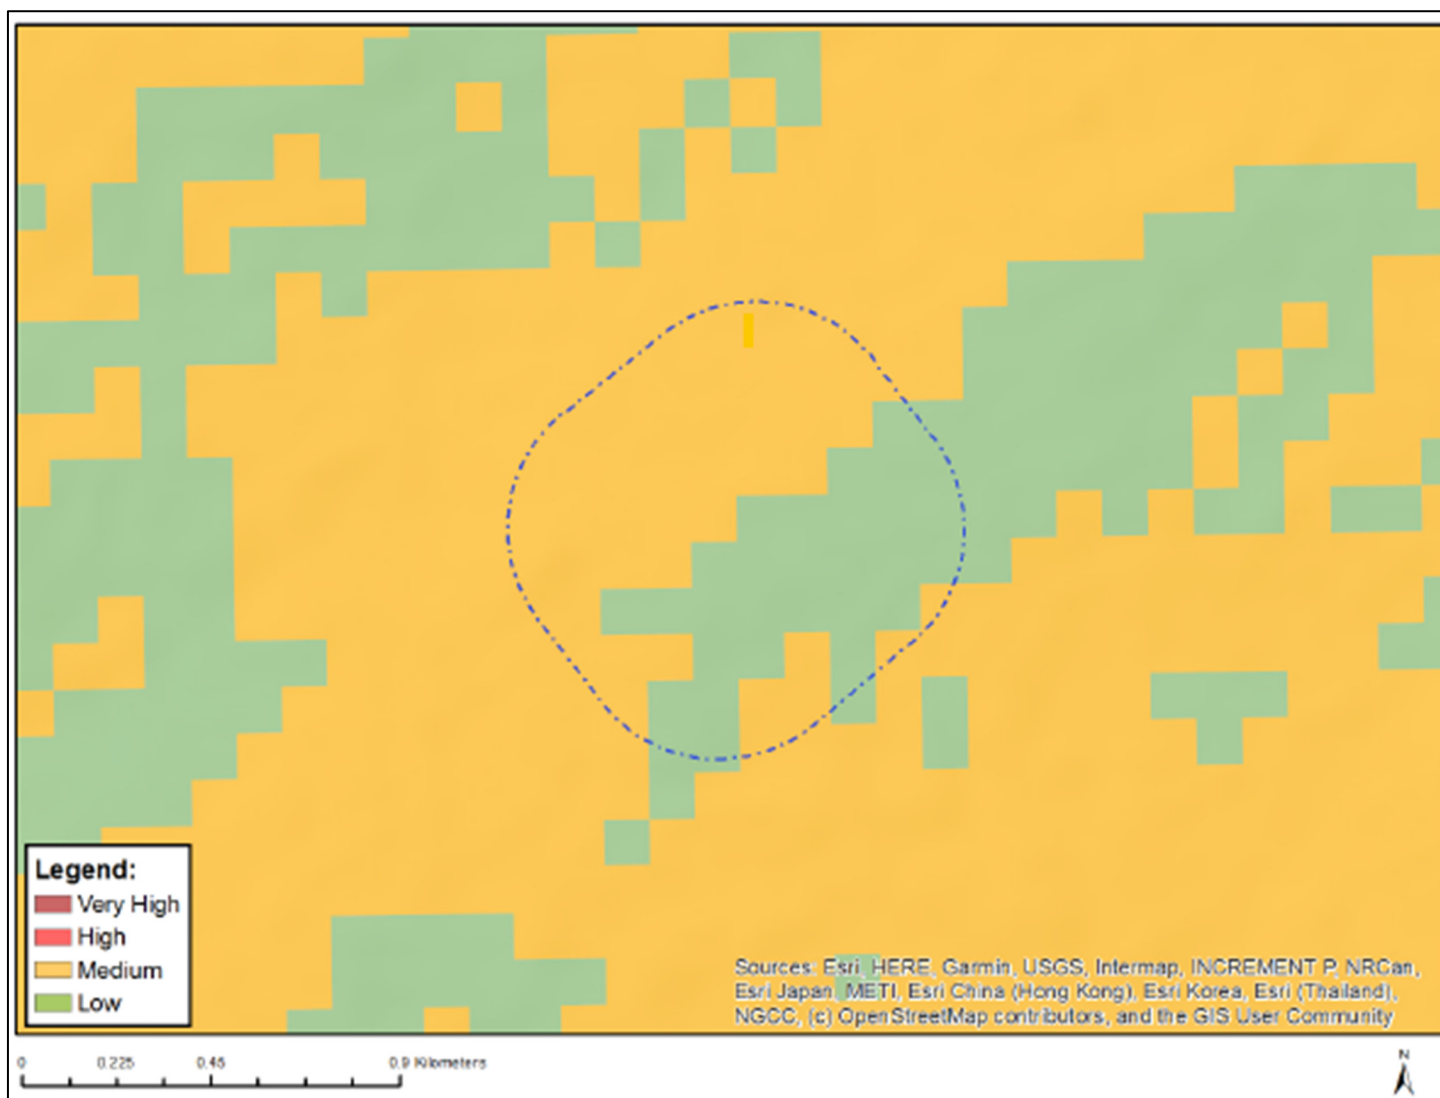 Legend:
Very High
High
Medium
Low
Sources: Esri, HERE, Garmin, USGS, Intermap, INCREMENT P, NRCan,
Esri Japan, METI, Esri China (Hong Kong), Esri Korea, Esri (Thailand),
NGCC, (c) OpenStreetMap contributors, and the GIS User Community
0 0.225 0.45 0.9 Kilometers
N